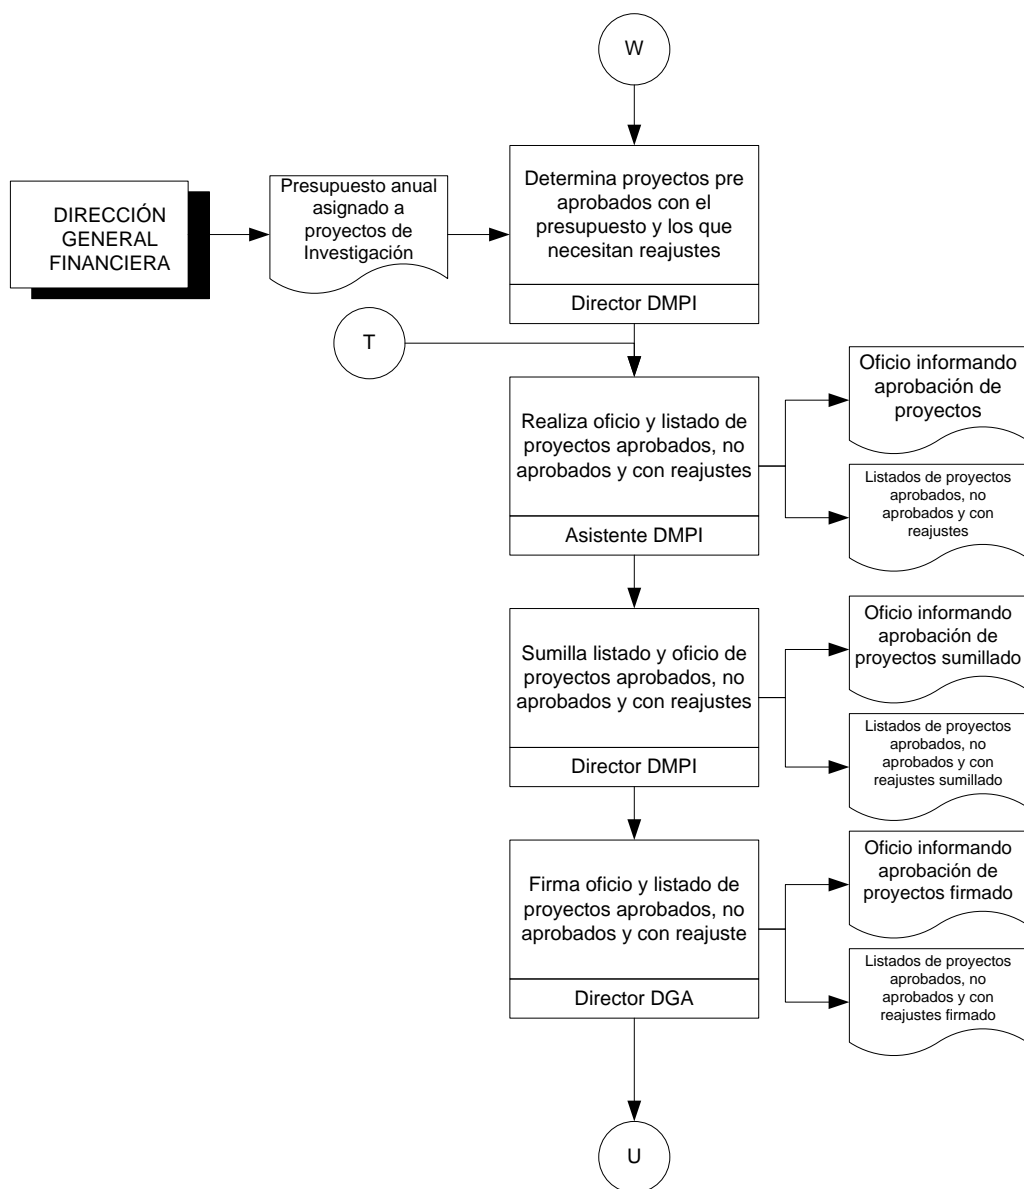 W
DIRECCIÓN
GENERAL
FINANCIERA
Presupuesto anual
asignado a
proyectos de
Investigación
Determina proyectos pre
aprobados con el
presupuesto y los que
necesitan reajustes
Director DMPI
T
Realiza oficio y listado de
proyectos aprobados, no
aprobados y con reajustes
Asistente DMPI
Oficio informando
aprobación de
proyectos
Listados de proyectos
aprobados, no
aprobados y con
reajustes
Sumilla listado y oficio de
proyectos aprobados, no
aprobados y con reajustes
Director DMPI
Oficio informando
aprobación de
proyectos sumillado
Listados de proyectos
aprobados, no
aprobados y con
reajustes sumillado
Firma oficio y listado de
proyectos aprobados, no
aprobados y con reajuste
Director DGA
Oficio informando
aprobación de
proyectos firmado
Listados de proyectos
aprobados, no
aprobados y con
reajustes firmado
U